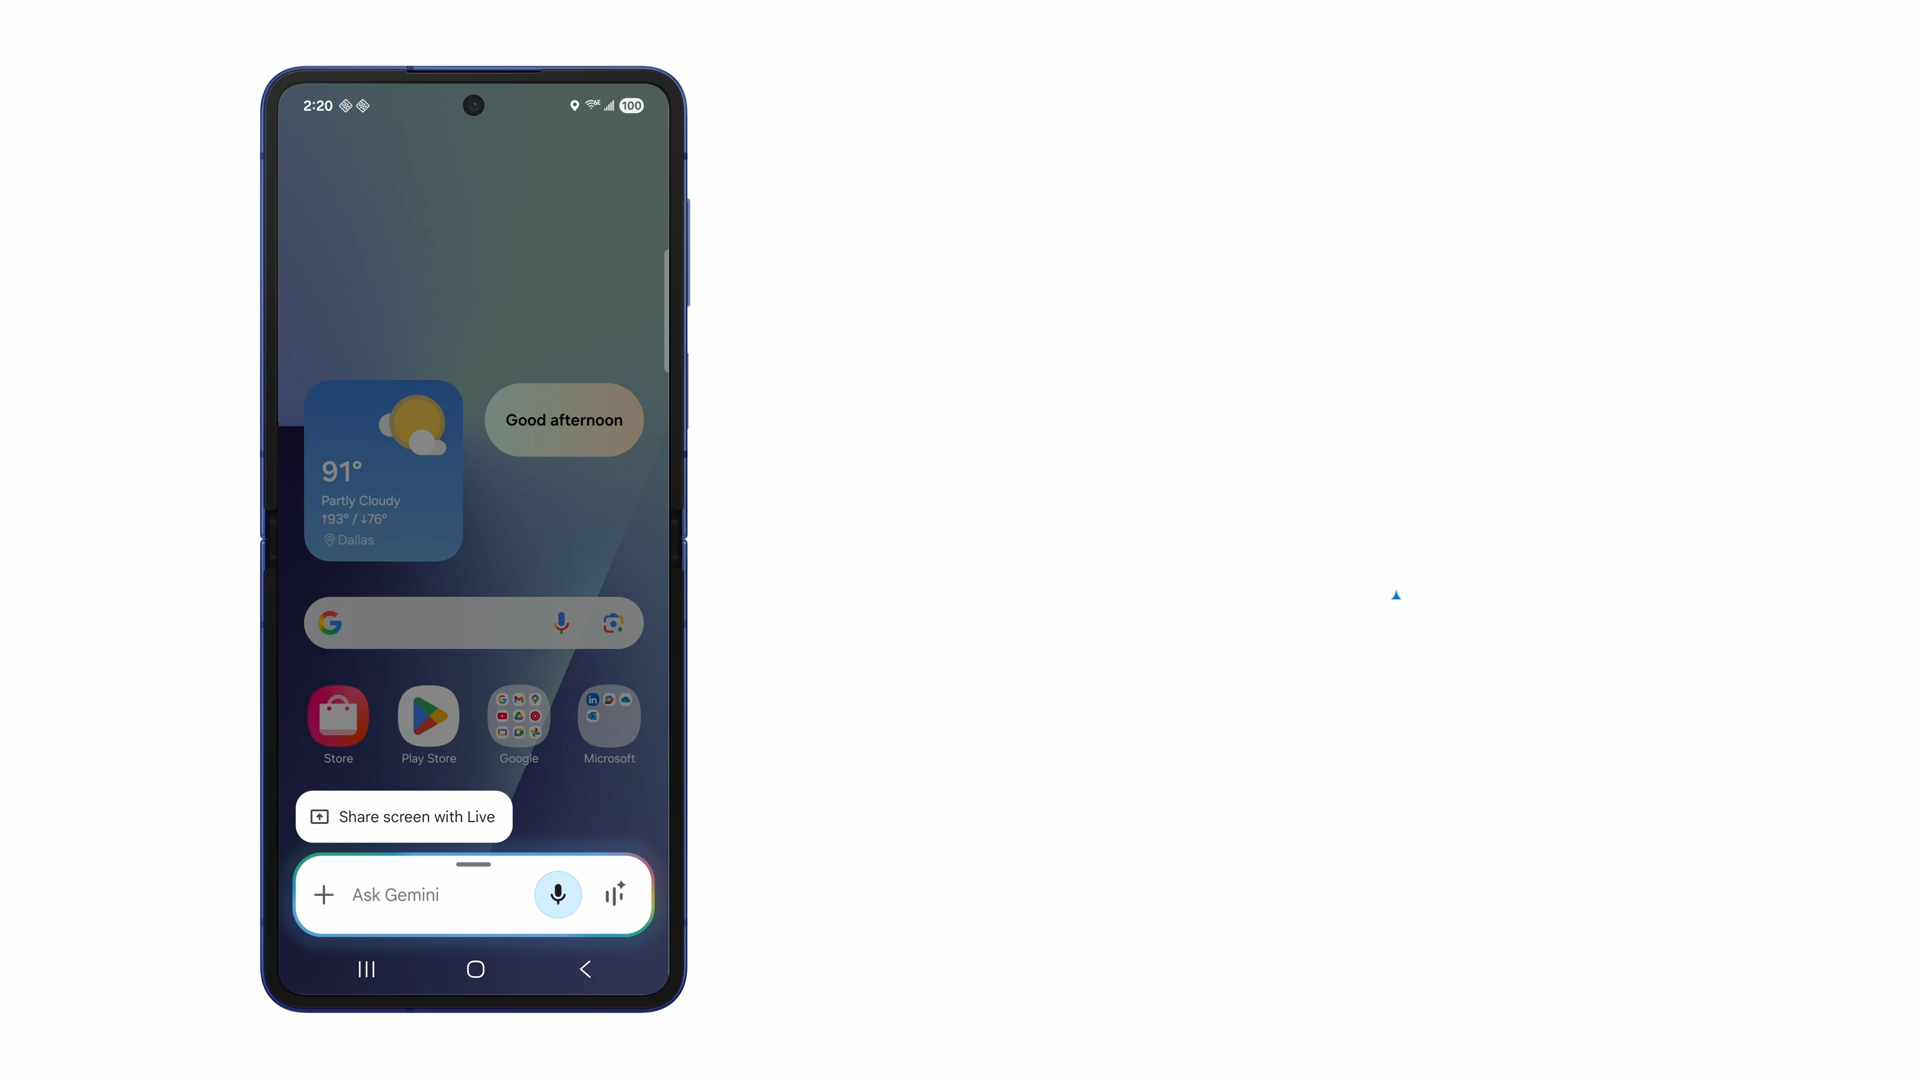 2:20
100
Good afternoon
91°
Partly Cloudy
↑93° / ↓76°
Dallas
Store
Play Store
Google
Microsoft
Share screen with Live
Ask Gemini